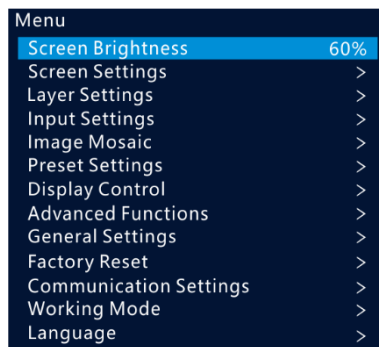 Menu
Screen Brightness 60%
Screen Settings >
Layer Settings >
Input Settings >
Image Mosaic >
Preset Settings >
Display Control >
Advanced Functions >
General Settings >
Factory Reset >
Communication Settings >
Working Mode >
Language >